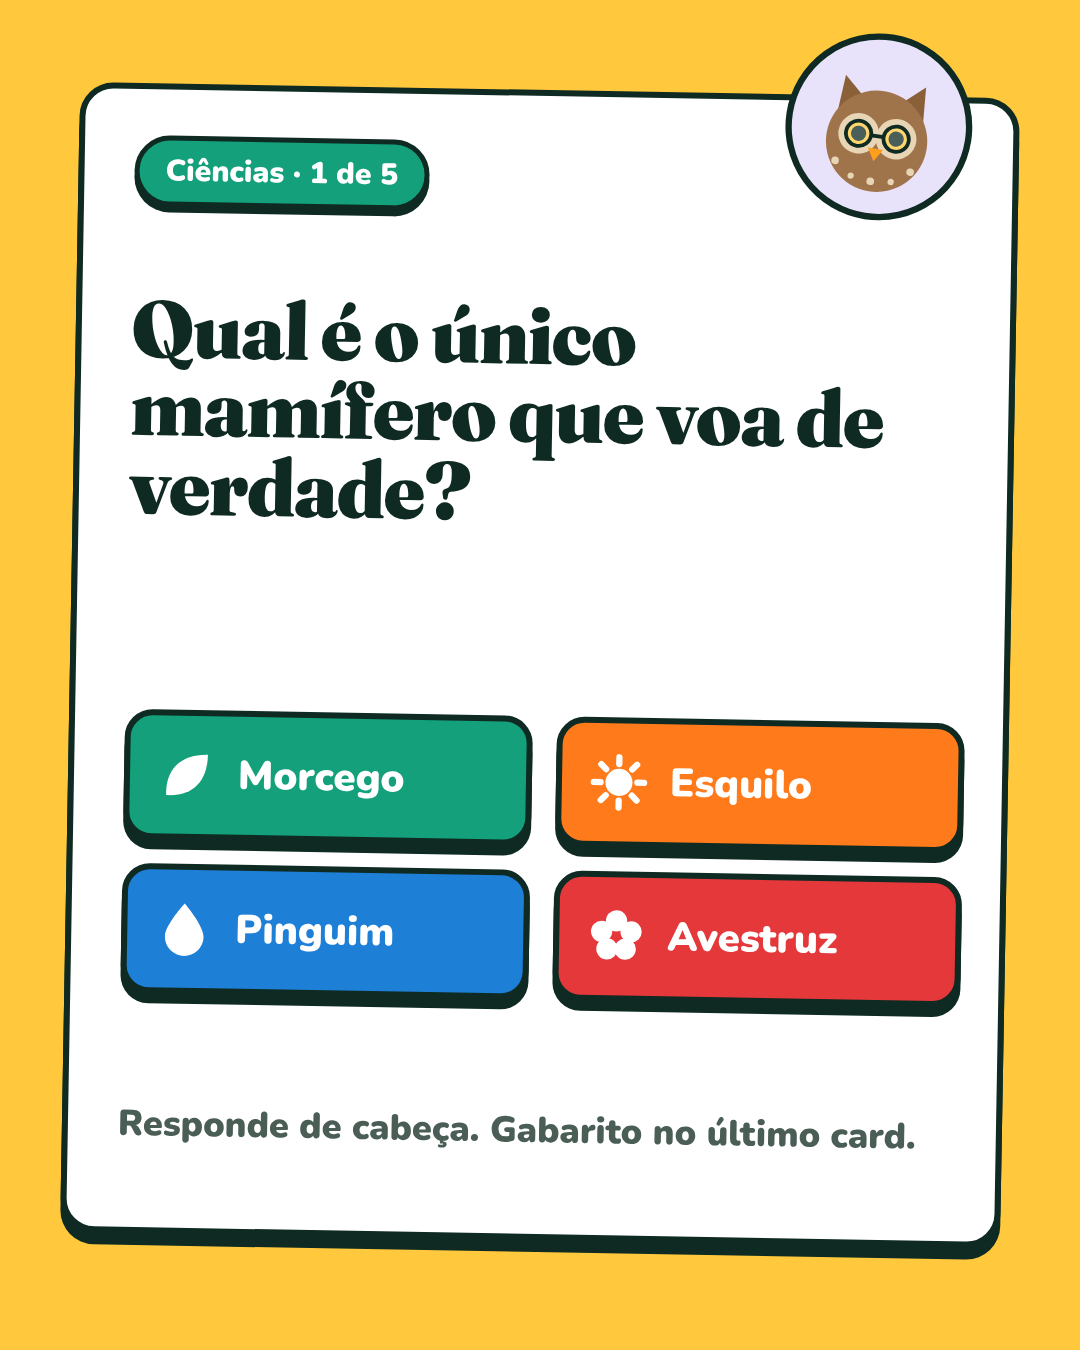 Ciências · 1 de 5
Qual é o único
mamífero que voa de
verdade?
Morcego
Esquilo
Pinguim
Avestruz
Responde de cabeça. Gabarito no último card.